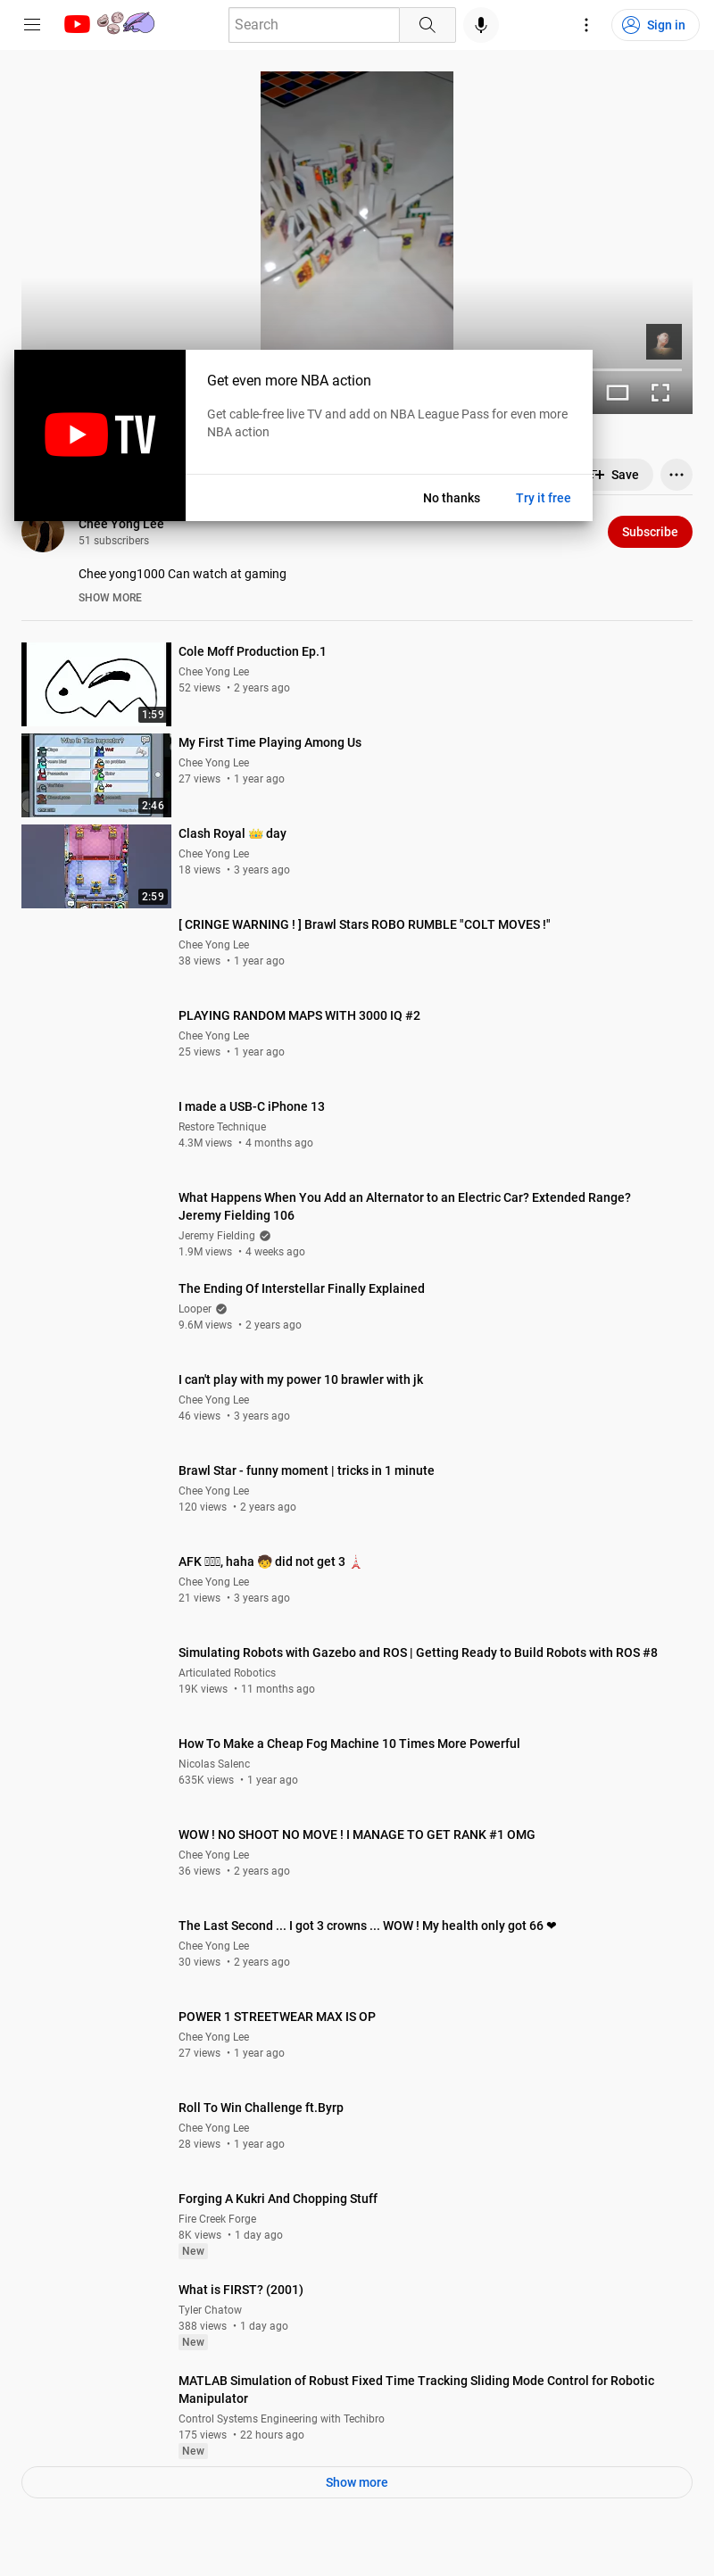 Search
Sign in
TV
Get even more NBA action
Get cable-free live TV and add on NBA League Pass for even more
NBA action
No thanks
Try it free
Save
Chee Yong Lee
51 subscribers
Subscribe
Chee yong1000 Can watch at gaming
SHOW MORE
Cole Moff Production Ep.1
Chee Yong Lee
52 views • 2 years ago
1:59
My First Time Playing Among Us
Chee Yong Lee
27 views • 1 year ago
Who Is The Impostor?
2:46
Clash Royal 👑 day
Chee Yong Lee
18 views • 3 years ago
2:59
[ CRINGE WARNING ! ] Brawl Stars ROBO RUMBLE "COLT MOVES !"
Chee Yong Lee
38 views • 1 year ago
PLAYING RANDOM MAPS WITH 3000 IQ #2
Chee Yong Lee
25 views • 1 year ago
I made a USB-C iPhone 13
Restore Technique
4.3M views • 4 months ago
What Happens When You Add an Alternator to an Electric Car? Extended Range?
Jeremy Fielding 106
Jeremy Fielding
1.9M views • 4 weeks ago
The Ending Of Interstellar Finally Explained
Looper
9.6M views • 2 years ago
I can't play with my power 10 brawler with jk
Chee Yong Lee
46 views • 3 years ago
Brawl Star - funny moment | tricks in 1 minute
Chee Yong Lee
120 views • 2 years ago
AFK , haha 🧒 did not get 3 🗼
Chee Yong Lee
21 views • 3 years ago
Simulating Robots with Gazebo and ROS | Getting Ready to Build Robots with ROS #8
Articulated Robotics
19K views • 11 months ago
How To Make a Cheap Fog Machine 10 Times More Powerful
Nicolas Salenc
635K views • 1 year ago
WOW ! NO SHOOT NO MOVE ! I MANAGE TO GET RANK #1 OMG
Chee Yong Lee
36 views • 2 years ago
The Last Second ... I got 3 crowns ... WOW ! My health only got 66 ❤
Chee Yong Lee
30 views • 2 years ago
POWER 1 STREETWEAR MAX IS OP
Chee Yong Lee
27 views • 1 year ago
Roll To Win Challenge ft.Byrp
Chee Yong Lee
28 views • 1 year ago
Forging A Kukri And Chopping Stuff
Fire Creek Forge
8K views • 1 day ago
New
What is FIRST? (2001)
Tyler Chatow
388 views • 1 day ago
New
MATLAB Simulation of Robust Fixed Time Tracking Sliding Mode Control for Robotic
Manipulator
Control Systems Engineering with Techibro
175 views • 22 hours ago
New
Show more